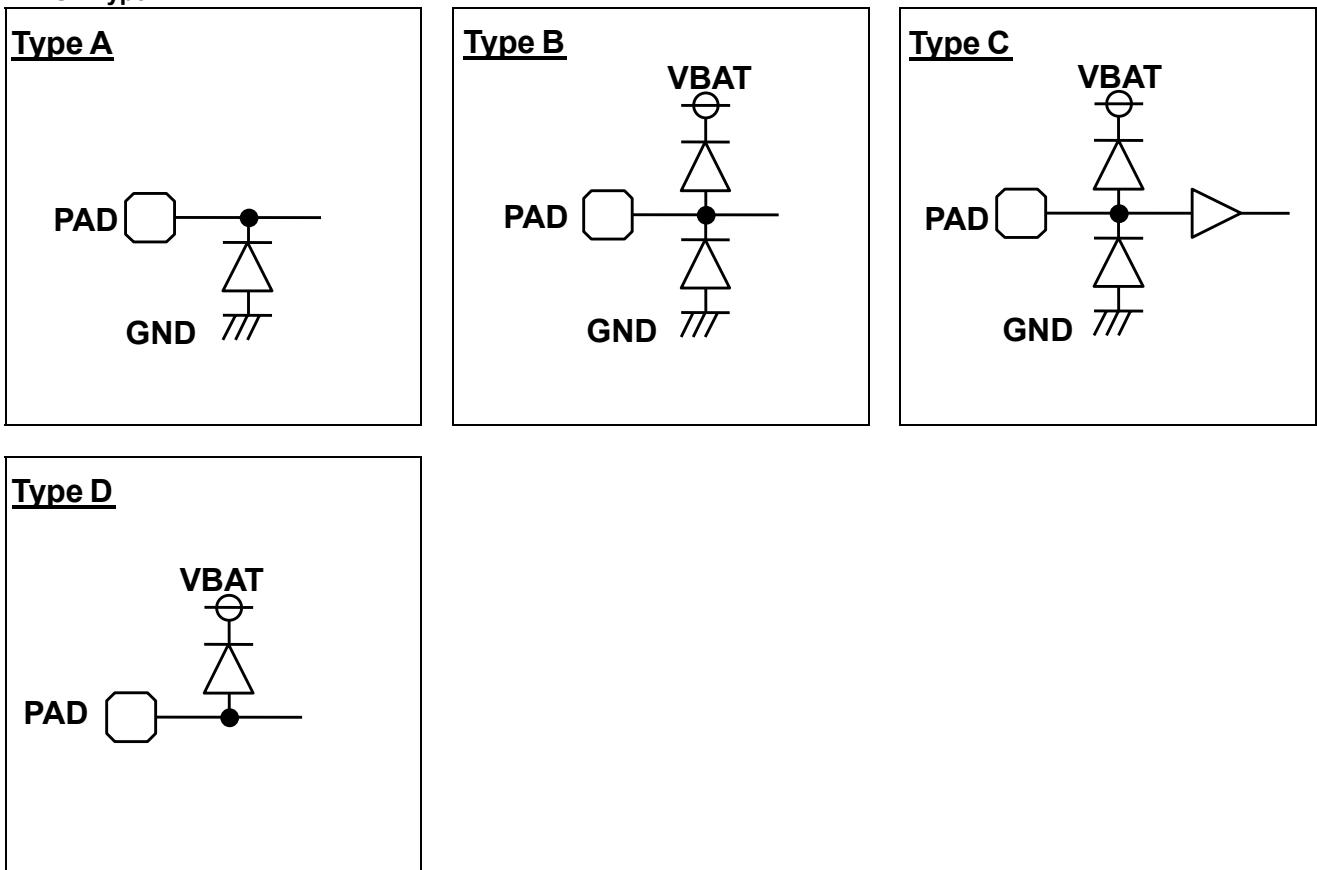 Type A
PAD
GND
Type B
VBAT
PAD
GND
Type C
VBAT
PAD
GND
Type D
VBAT
PAD